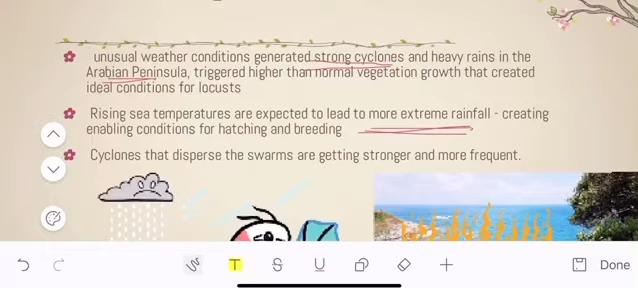 unusual weather conditions generated strong cyclones and heavy rains in the
Arabian Peninsula, triggered higher than normal vegetation growth that created
ideal conditions for locusts
Rising sea temperatures are expected to lead to more extreme rainfall - creating
enabling conditions for hatching and breeding
Cyclones that disperse the swarms are getting stronger and more frequent.
T S U Done